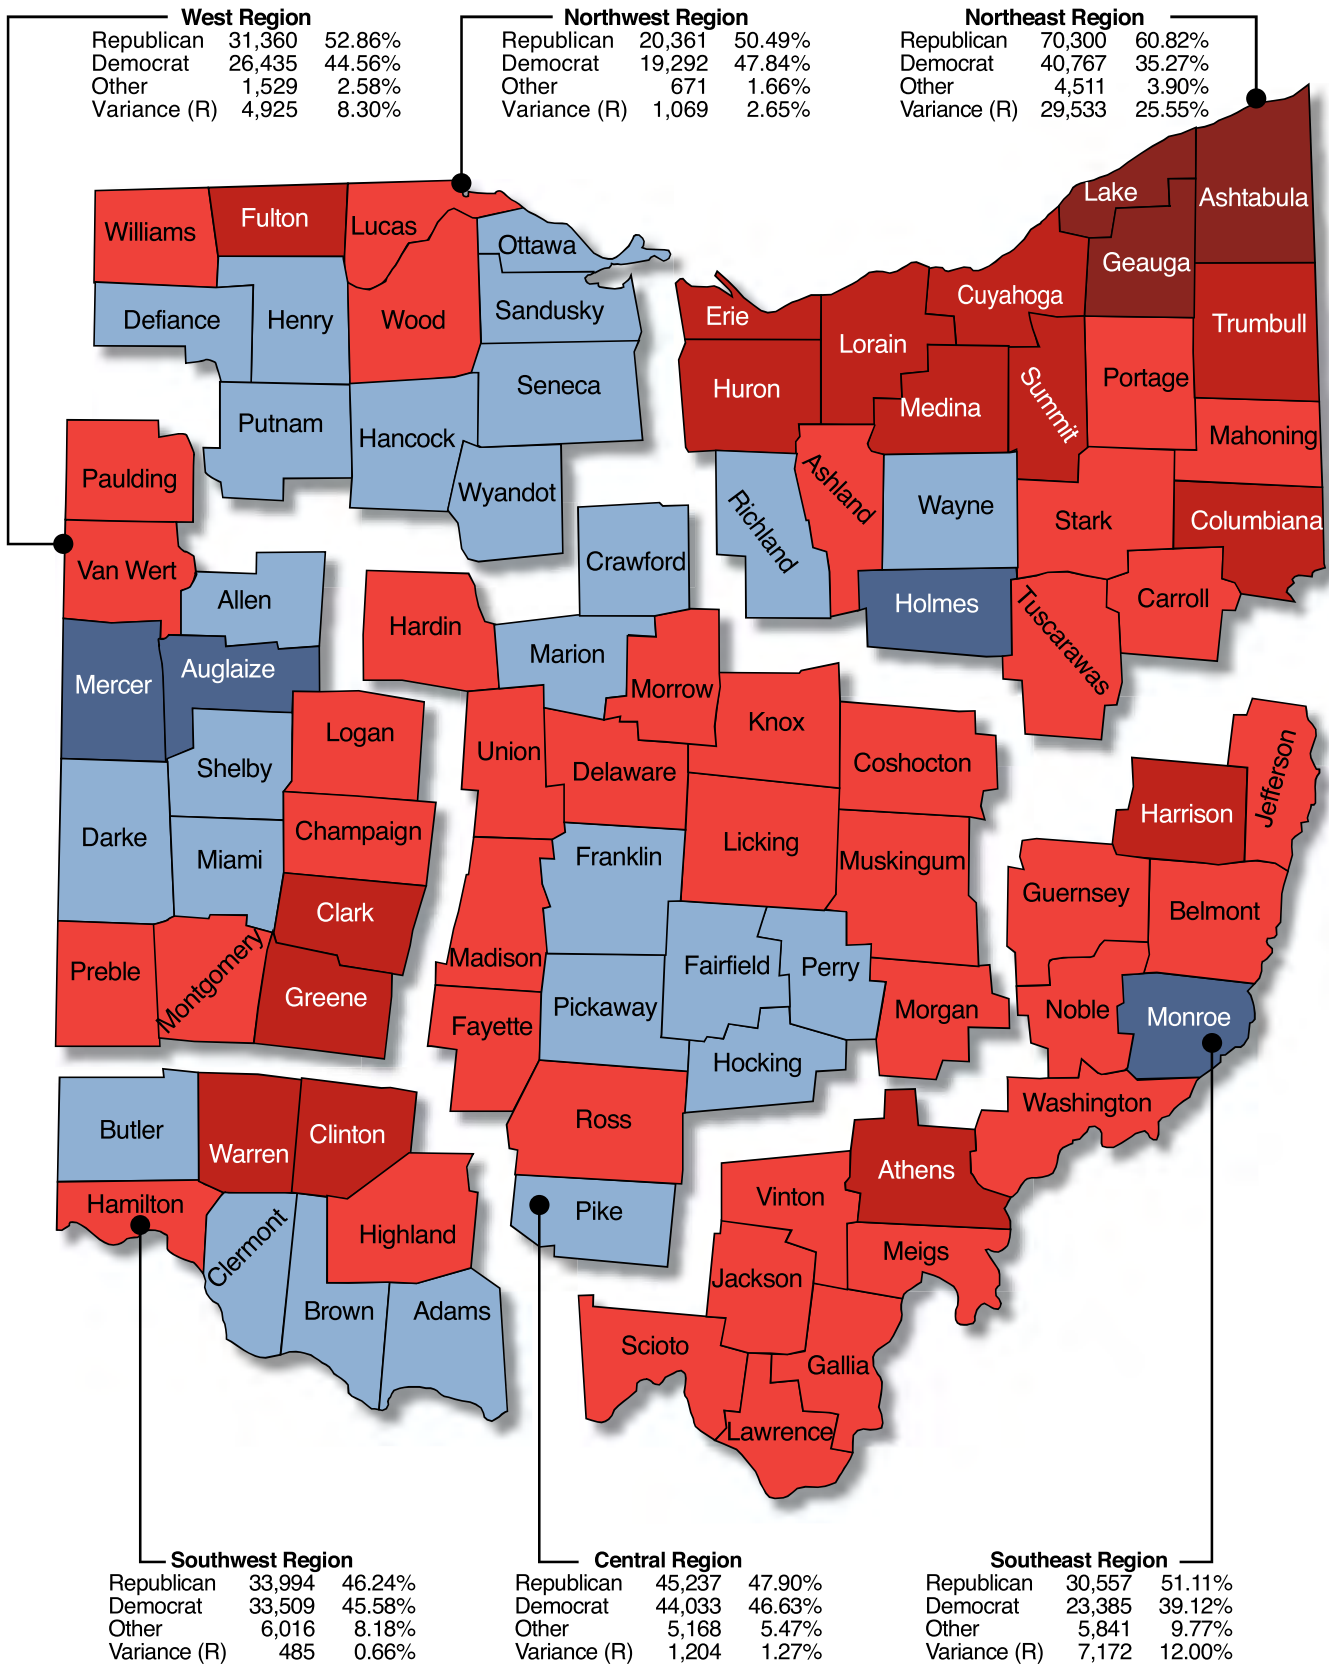 West Region
Republican 31,360 52.86%
Democrat 26,435 44.56%
Other 1,529 2.58%
Variance (R) 4,925 8.30%
Northwest Region
Republican 20,361 50.49%
Democrat 19,292 47.84%
Other 671 1.66%
Variance (R) 1,069 2.65%
Northeast Region
Republican 70,300 60.82%
Democrat 40,767 35.27%
Other 4,511 3.90%
Variance (R) 29,533 25.55%
Williams
Fulton
Lucas
Ottawa
Defiance
Henry
Wood
Sandusky
Seneca
Putnam
Hancock
Wyandot
Lake
Ashtabula
Geauga
Cuyahoga
Erie
Lorain
Trumbull
Huron
Medina
Summit
Portage
Mahoning
Richland
Ashland
Wayne
Stark
Columbiana
Holmes
Tuscarawas
Carroll
Paulding
Van Wert
Allen
Mercer
Auglaize
Logan
Shelby
Darke
Miami
Champaign
Clark
Preble
Montgomery
Greene
Crawford
Hardin
Marion
Morrow
Union
Delaware
Knox
Coshocton
Franklin
Licking
Muskingum
Madison
Fairfield
Perry
Pickaway
Fayette
Morgan
Hocking
Ross
Pike
Jefferson
Harrison
Guernsey
Belmont
Noble
Monroe
Washington
Athens
Vinton
Meigs
Jackson
Scioto
Gallia
Lawrence
Butler
Warren
Clinton
Hamilton
Clermont
Highland
Brown
Adams
Southwest Region
Republican 33,994 46.24%
Democrat 33,509 45.58%
Other 6,016 8.18%
Variance (R) 485 0.66%
Central Region
Republican 45,237 47.90%
Democrat 44,033 46.63%
Other 5,168 5.47%
Variance (R) 1,204 1.27%
Southeast Region
Republican 30,557 51.11%
Democrat 23,385 39.12%
Other 5,841 9.77%
Variance (R) 7,172 12.00%